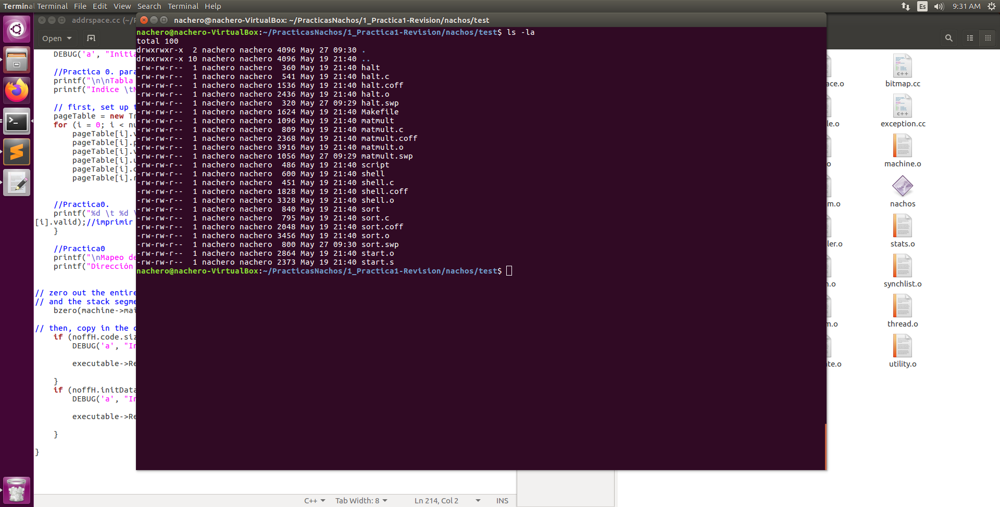 Terminal Terminal File Edit View Search Terminal Help
Es 9:31 AM
addrspace.cc (~/P
Open
DEBUG('a', "Initia
//Practica 0. para
printf("\n\nTabla
printf("Indice \tN
// first, set up t
pageTable = new Tr
for (i = 0; i < nu
pageTable[i].v
pageTable[i].p
pageTable[i].v
pageTable[i].u
pageTable[i].d
pageTable[i].r
//Practica0.
printf("%d \t %d \
[i].valid);//imprimir
}
//Practica0
printf("\nMapeo de
printf("Dirección
// zero out the entire
// and the stack segme
bzero(machine->mai
// then, copy in the c
if (noffH.code.siz
DEBUG('a', "In
executable->Re
}
if (noffH.initData
DEBUG('a', "In
executable->Re
}
}
C++ Tab Width: 8 Ln 214, Col 2 INS
nachero@nachero-VirtualBox: ~/PracticasNachos/1_Practica1-Revision/nachos/test
nachero@nachero-VirtualBox:~/PracticasNachos/1_Practica1-Revision/nachos/test$ ls -la
total 100
drwxrwxr-x 2 nachero nachero 4096 May 27 09:30 .
drwxrwxr-x 10 nachero nachero 4096 May 19 21:40 ..
-rw-rw-r-- 1 nachero nachero 360 May 19 21:40 halt
-rw-rw-r-- 1 nachero nachero 541 May 19 21:40 halt.c
-rw-rw-r-- 1 nachero nachero 1536 May 19 21:40 halt.coff
-rw-rw-r-- 1 nachero nachero 2436 May 19 21:40 halt.o
-rw-rw-r-- 1 nachero nachero 320 May 27 09:29 halt.swp
-rw-rw-r-- 1 nachero nachero 1624 May 19 21:40 Makefile
-rw-rw-r-- 1 nachero nachero 1096 May 19 21:40 matmult
-rw-rw-r-- 1 nachero nachero 809 May 19 21:40 matmult.c
-rw-rw-r-- 1 nachero nachero 2368 May 19 21:40 matmult.coff
-rw-rw-r-- 1 nachero nachero 3916 May 19 21:40 matmult.o
-rw-rw-r-- 1 nachero nachero 1056 May 27 09:29 matmult.swp
-rw-rw-r-- 1 nachero nachero 486 May 19 21:40 script
-rw-rw-r-- 1 nachero nachero 600 May 19 21:40 shell
-rw-rw-r-- 1 nachero nachero 451 May 19 21:40 shell.c
-rw-rw-r-- 1 nachero nachero 1828 May 19 21:40 shell.coff
-rw-rw-r-- 1 nachero nachero 3328 May 19 21:40 shell.o
-rw-rw-r-- 1 nachero nachero 840 May 19 21:40 sort
-rw-rw-r-- 1 nachero nachero 795 May 19 21:40 sort.c
-rw-rw-r-- 1 nachero nachero 2048 May 19 21:40 sort.coff
-rw-rw-r-- 1 nachero nachero 3456 May 19 21:40 sort.o
-rw-rw-r-- 1 nachero nachero 800 May 27 09:30 sort.swp
-rw-rw-r-- 1 nachero nachero 2864 May 19 21:40 start.o
-rw-rw-r-- 1 nachero nachero 2373 May 19 21:40 start.s
nachero@nachero-VirtualBox:~/PracticasNachos/1_Practica1-Revision/nachos/test$
ace.o bitmap.cc
le.o exception.cc
o machine.o
m.o nachos
ler.o stats.o
n.o synchlist.o
m.o thread.o
te.o utility.o